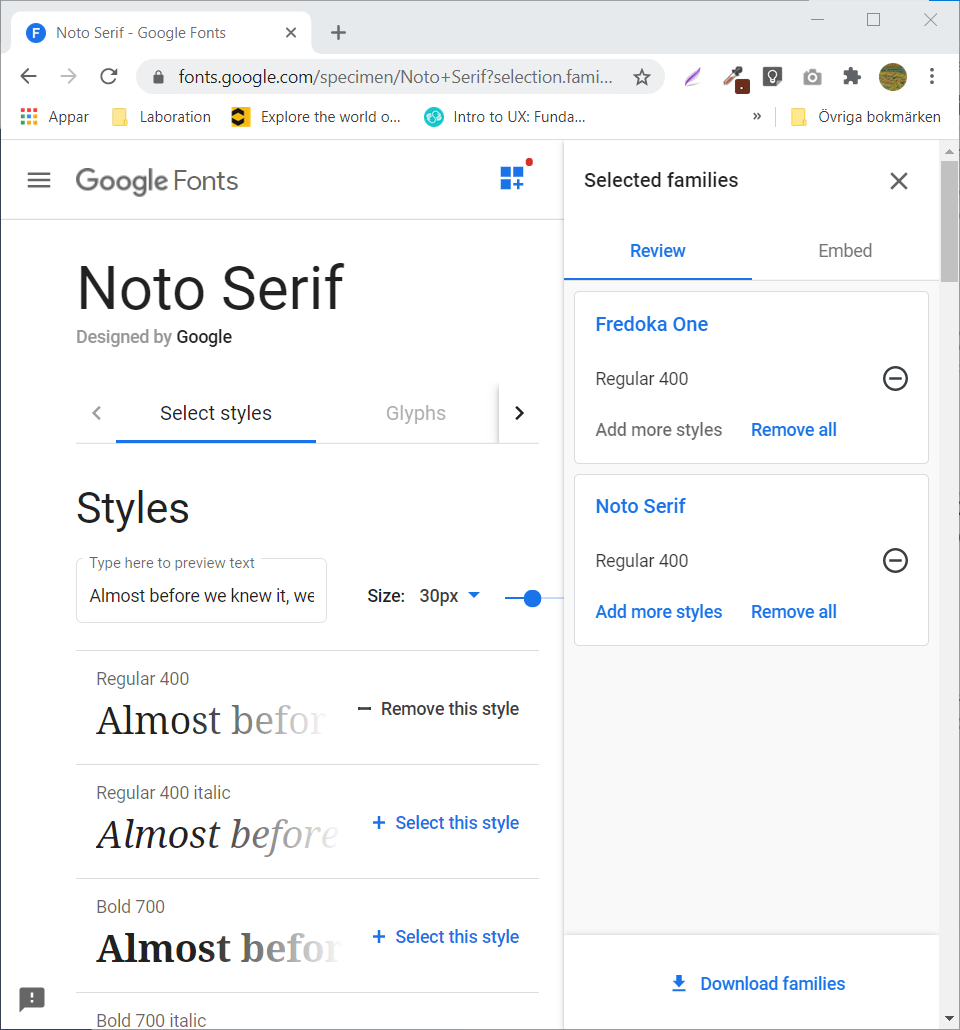 F Noto Serif - Google Fonts
fonts.google.com/specimen/Noto+Serif?selection.fami...
Appar Laboration Explore the world o... Intro to UX: Funda... » Övriga bokmärken
Google Fonts
Selected families
Review Embed
Noto Serif
Designed by Google
Select styles Glyphs
Styles
Type here to preview text
Almost before we knew it, we
Size: 30px
Regular 400
Almost befor
Remove this style
Regular 400 italic
Almost before
+ Select this style
Bold 700
Almost befor
+ Select this style
Bold 700 italic
Fredoka One
Regular 400
Add more styles Remove all
Noto Serif
Regular 400
Add more styles Remove all
Download families